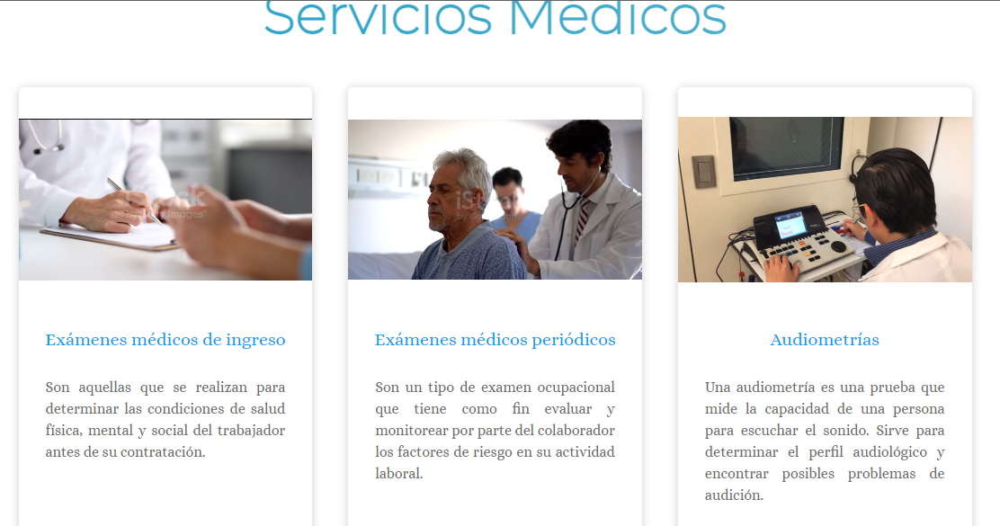 Servicios Médicos
Exámenes médicos de ingreso
Son aquellas que se realizan para
determinar las condiciones de salud
física, mental y social del trabajador
antes de su contratación.
Exámenes médicos periódicos
Son un tipo de examen ocupacional
que tiene como fin evaluar y
monitorear por parte del colaborador
los factores de riesgo en su actividad
laboral.
Audiometrías
Una audiometría es una prueba que
mide la capacidad de una persona
para escuchar el sonido. Sirve para
determinar el perfil audiológico y
encontrar posibles problemas de
audición.